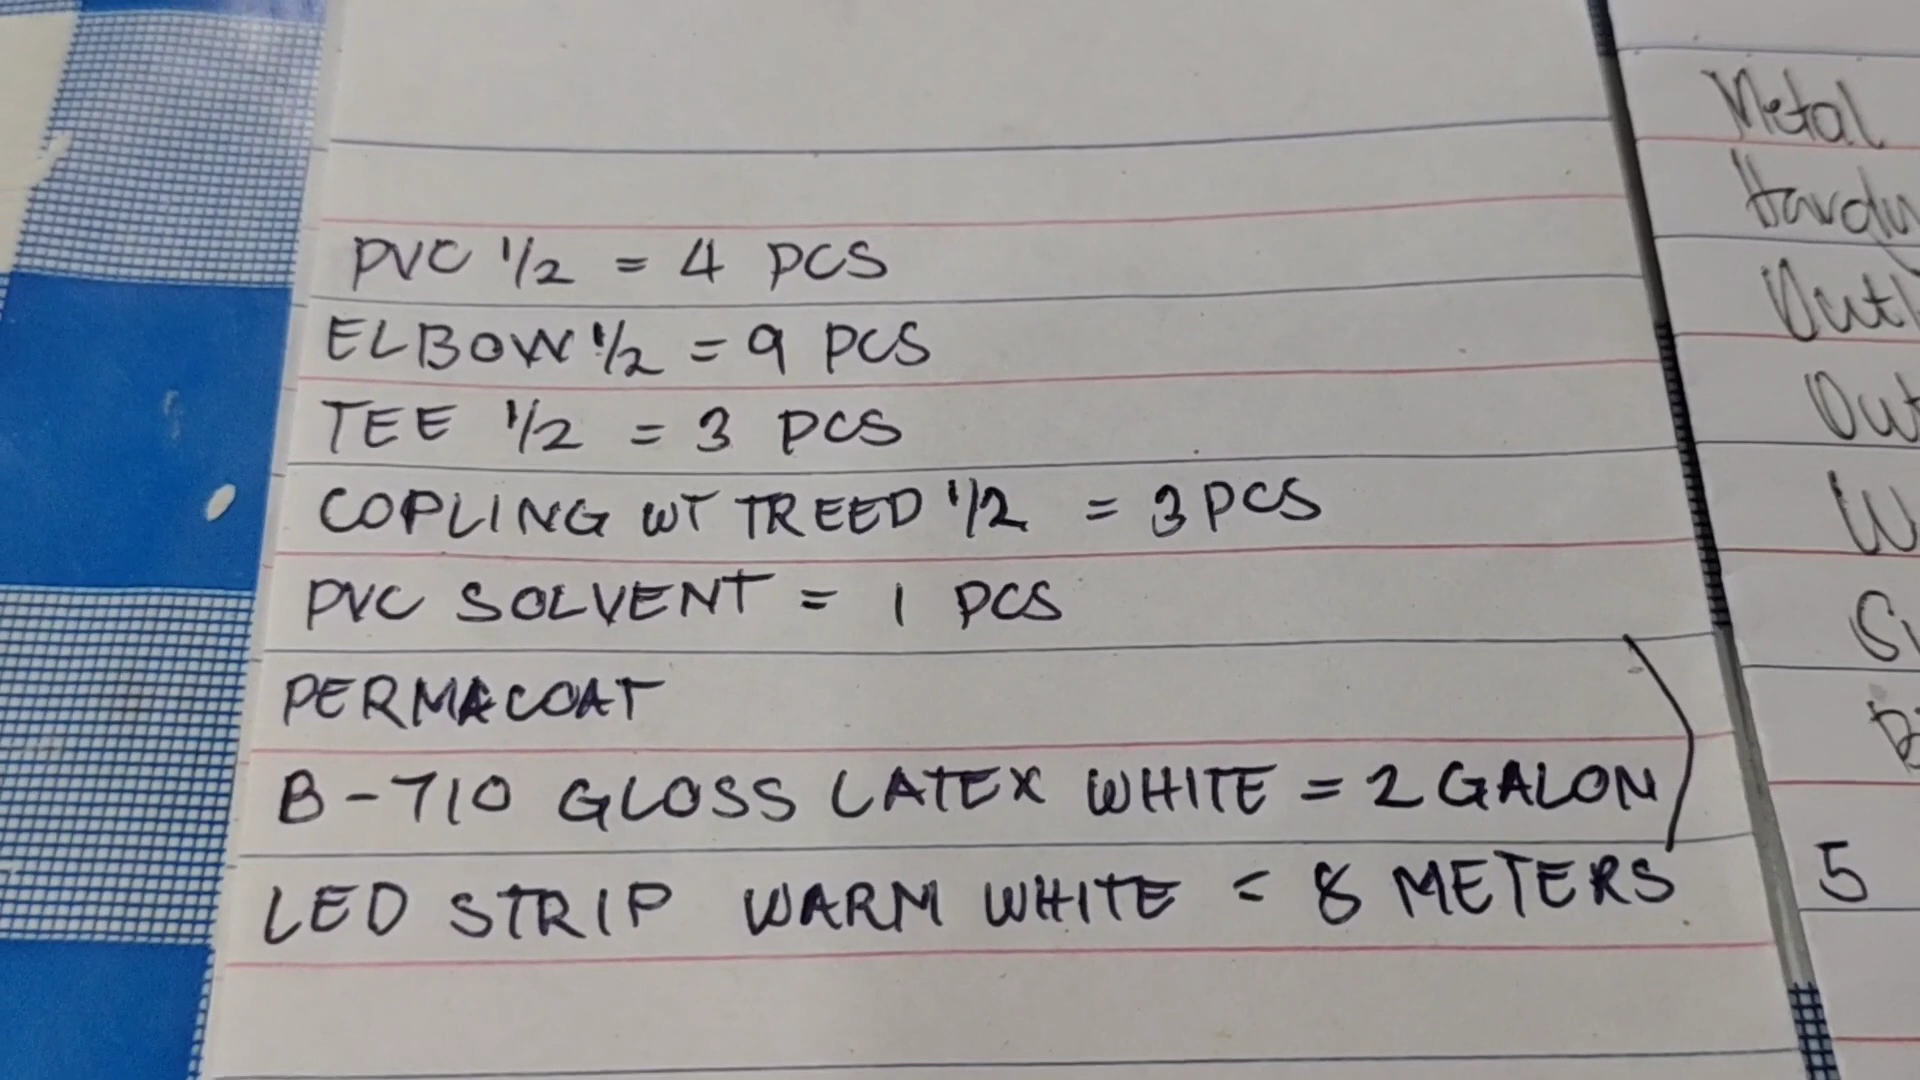 PVC 1/2 = 4 PCS
ELBOW 1/2 = 9 PCS
TEE 1/2 = 3 PCS
COPLING WT TREED 1/2 = 3 PCS
PVC SOLVENT = 1 PCS
PERMACOAT
B-710 GLOSS LATEX WHITE = 2 GALON
LED STRIP WARM WHITE = 8 METERS
Metal
5